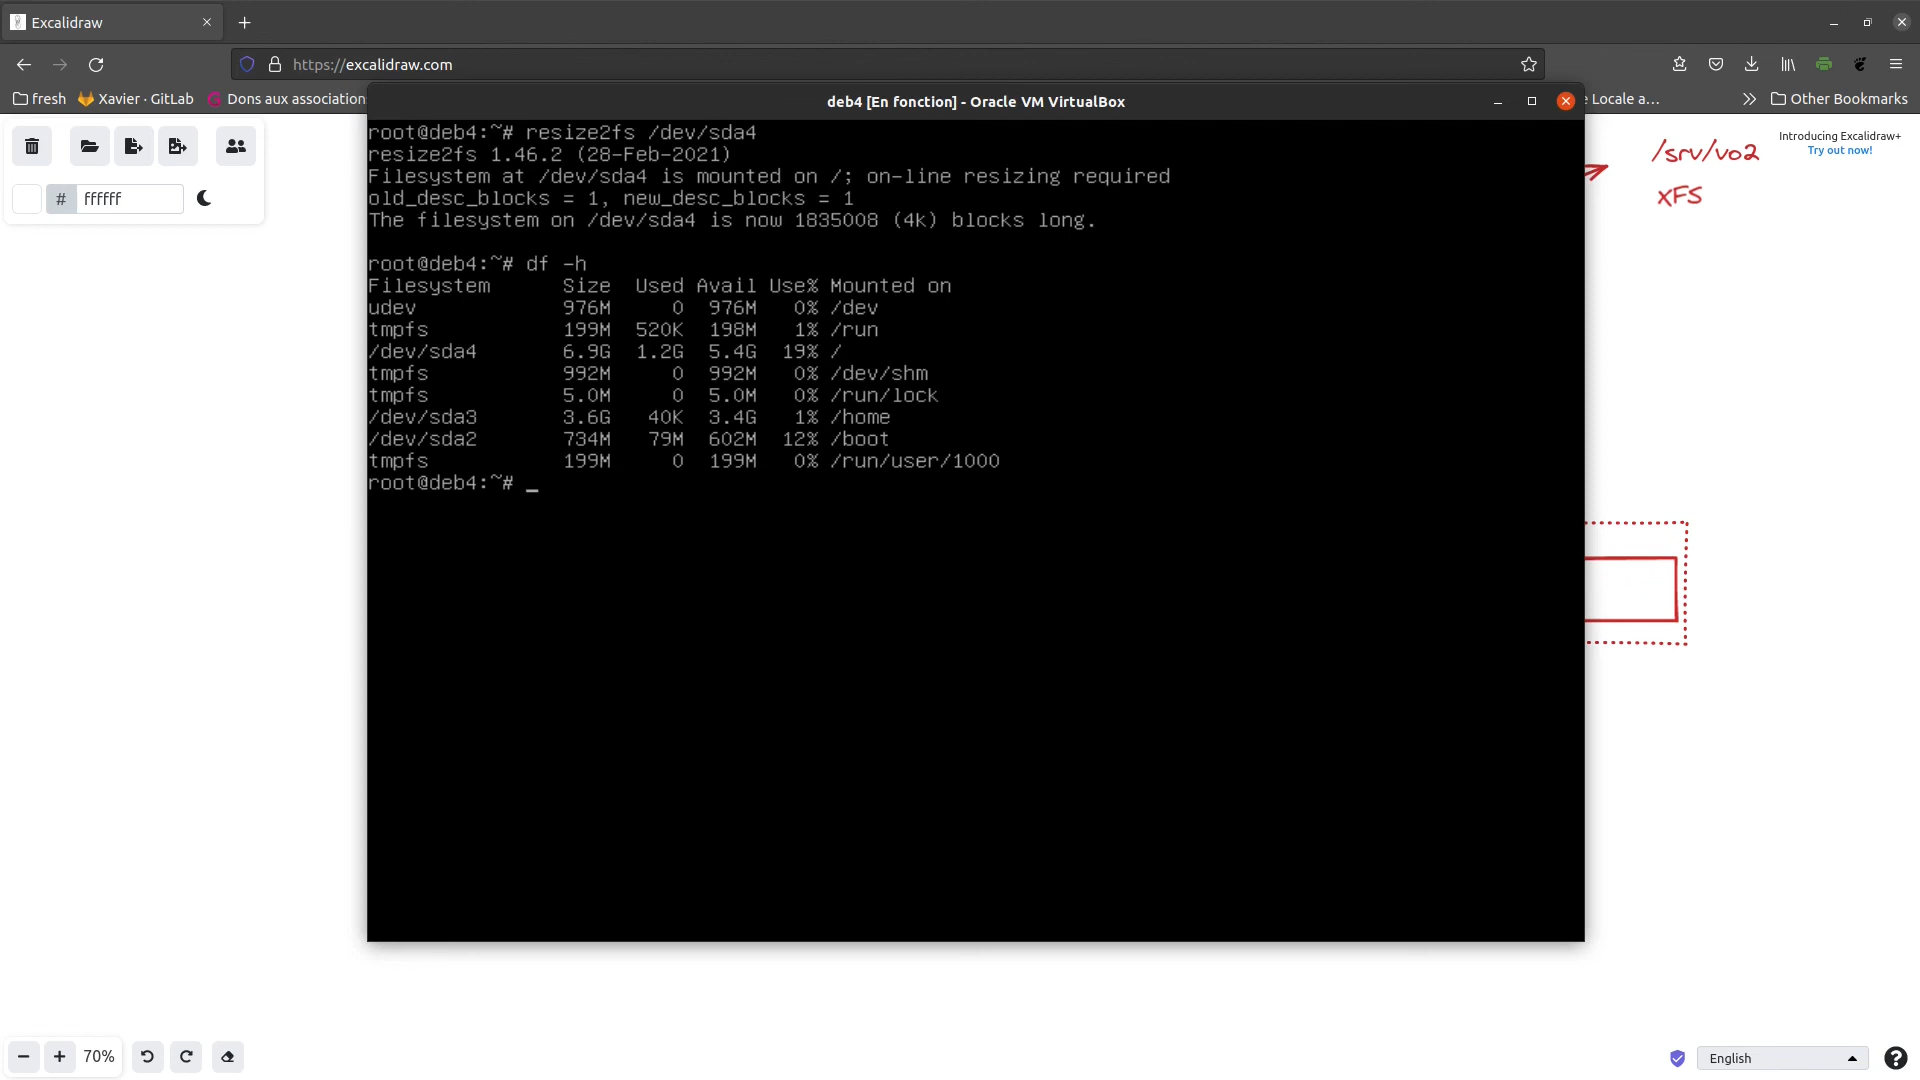 Excalidraw
https://excalidraw.com
fresh
Xavier · GitLab
Dons aux association
e Locale a…
Other Bookmarks
deb4 [En fonction] - Oracle VM VirtualBox
root@deb4:~# resize2fs /dev/sda4
resize2fs 1.46.2 (28-Feb-2021)
Filesystem at /dev/sda4 is mounted on /; on-line resizing required
old_desc_blocks = 1, new_desc_blocks = 1
The filesystem on /dev/sda4 is now 1835008 (4k) blocks long.
root@deb4:~# df -h
Filesystem Size Used Avail Use% Mounted on
udev 976M 0 976M 0% /dev
tmpfs 199M 520K 198M 1% /run
/dev/sda4 6.9G 1.2G 5.4G 19% /
tmpfs 992M 0 992M 0% /dev/shm
tmpfs 5.0M 0 5.0M 0% /run/lock
/dev/sda3 3.6G 40K 3.4G 1% /home
/dev/sda2 734M 79M 602M 12% /boot
tmpfs 199M 0 199M 0% /run/user/1000
root@deb4:~# _
# ffffff
/srv/vo2
XFS
Introducing Excalidraw+
Try out now!
70%
English